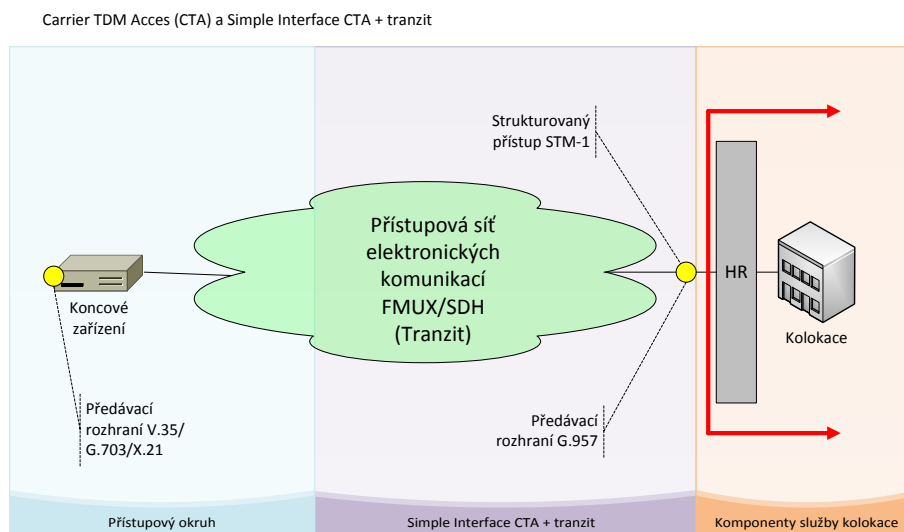 Carrier TDM Acces (CTA) a Simple Interface CTA + tranzit
Strukturovaný
přístup STM-1
Přístupová síť
elektronických
komunikací
FMUX/SDH
(Tranzit)
HR
Koncové
zařízení
Kolokace
Předávací
rozhraní V.35/
G.703/X.21
Předávací
rozhraní G.957
Přístupový okruh
Simple Interface CTA + tranzit
Komponenty služby kolokace